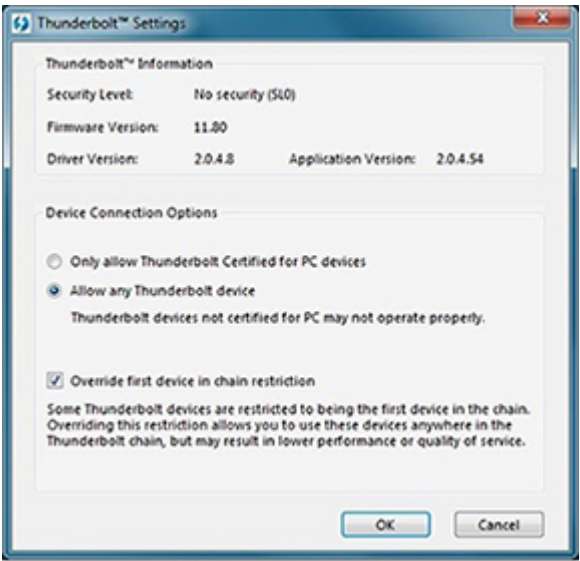 Thunderbolt™ Settings
Thunderbolt™ Information
Security Level: No security (SL0)
Firmware Version: 11.80
Driver Version: 2.0.4.8 Application Version: 2.0.4.54
Device Connection Options
Only allow Thunderbolt Certified for PC devices
Allow any Thunderbolt device
Thunderbolt devices not certified for PC may not operate properly.
Override first device in chain restriction
Some Thunderbolt devices are restricted to being the first device in the chain.
Overriding this restriction allows you to use these devices anywhere in the
Thunderbolt chain, but may result in lower performance or quality of service.
OK Cancel